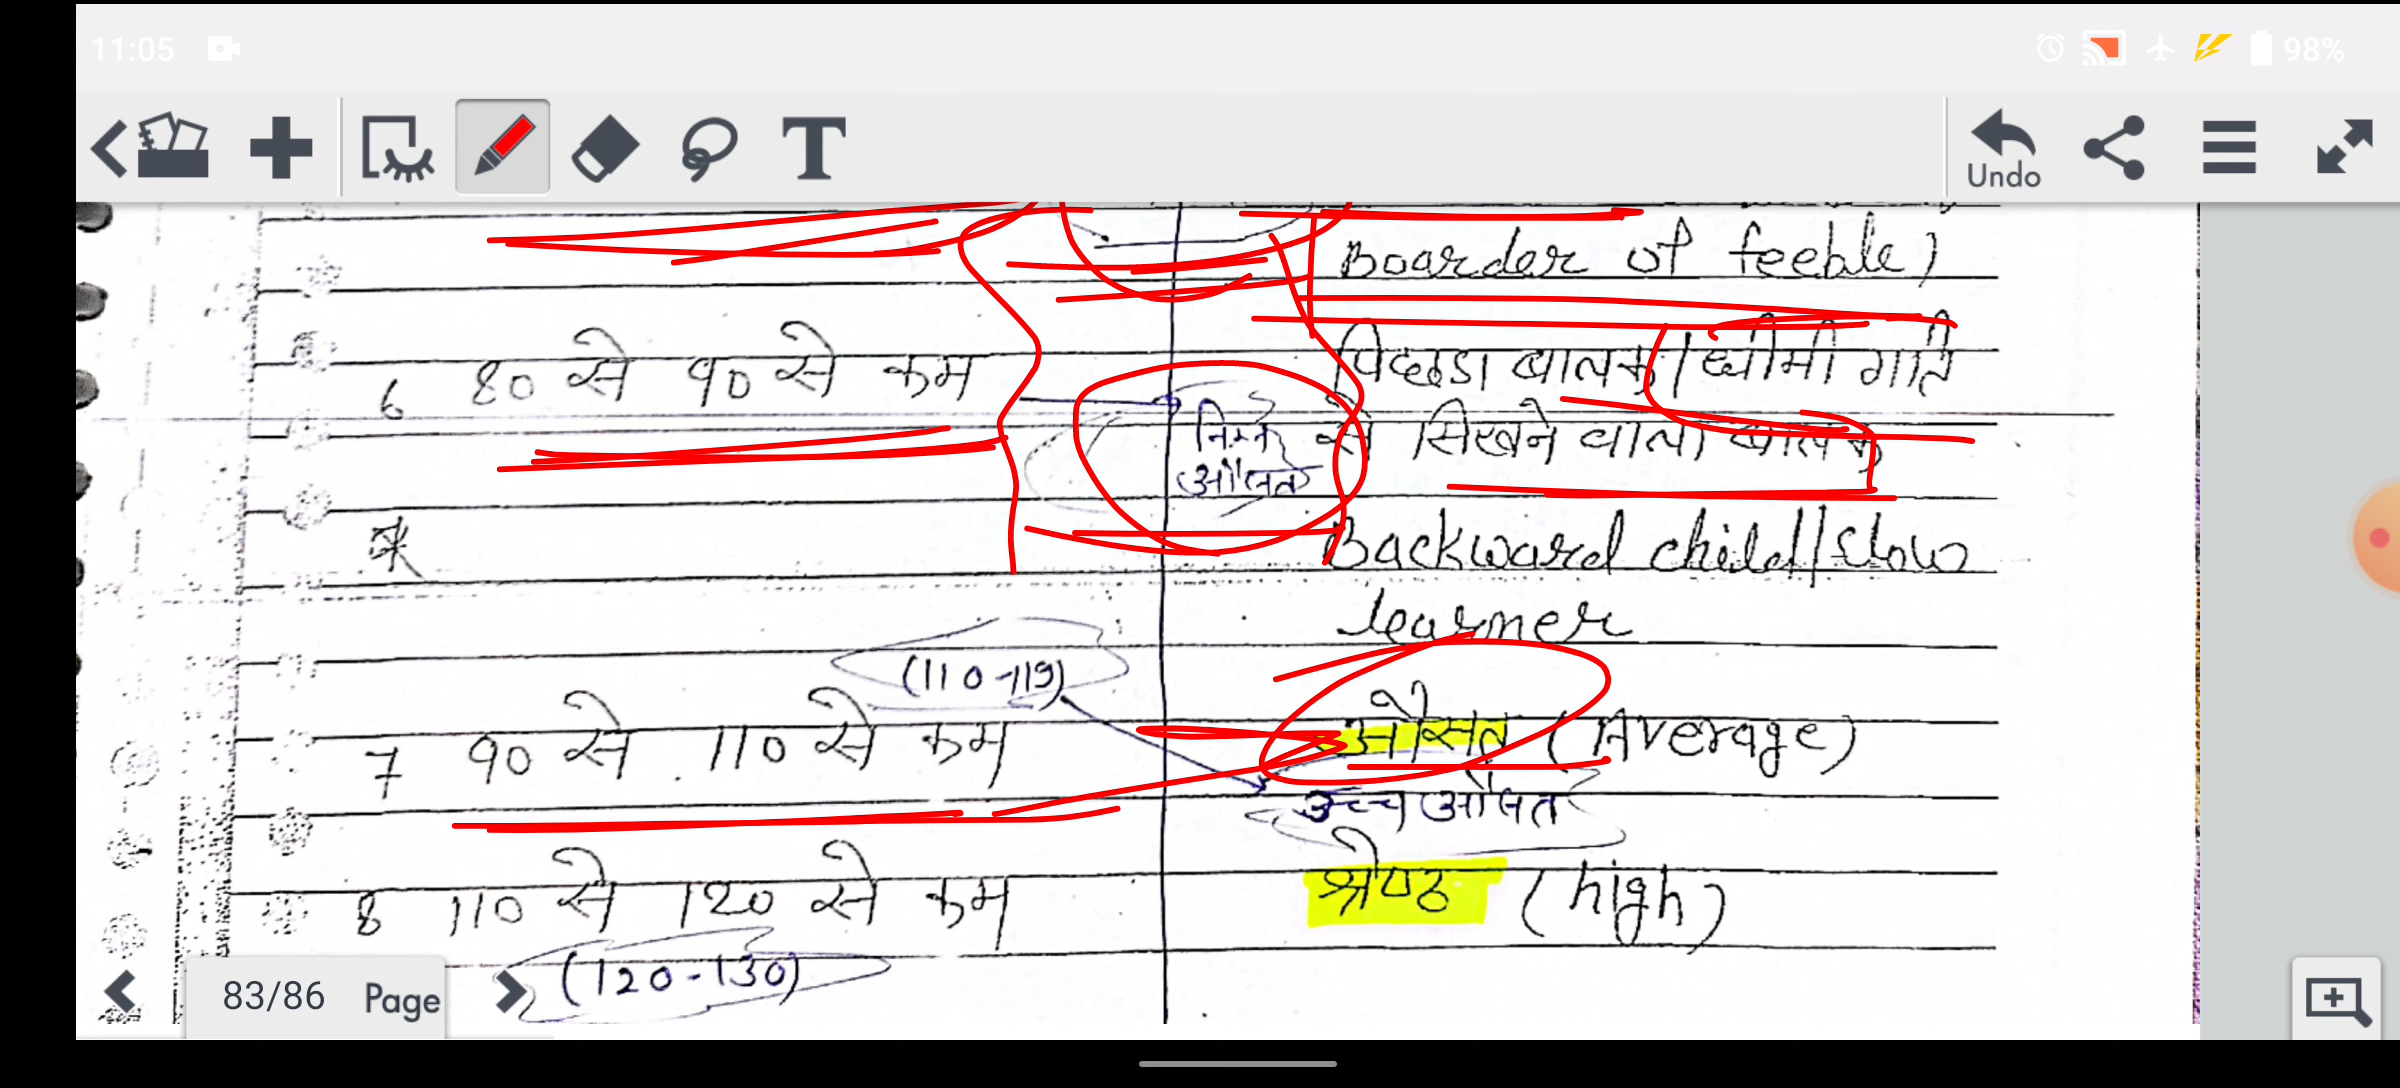 11:05
98%
Undo
Boarder of feeble)
6 80 से 90 से कम
पिछडा बालक / धीमी गति
निम्न औसत
से सिखने वाला बालक
Backward child/slow
learner
(110-119)
7 90 से 110 से कम
औसत (Average)
उच्च औसत
8 110 से 120 से कम
श्रेष्ठ (high)
(120-130)
83/86 Page